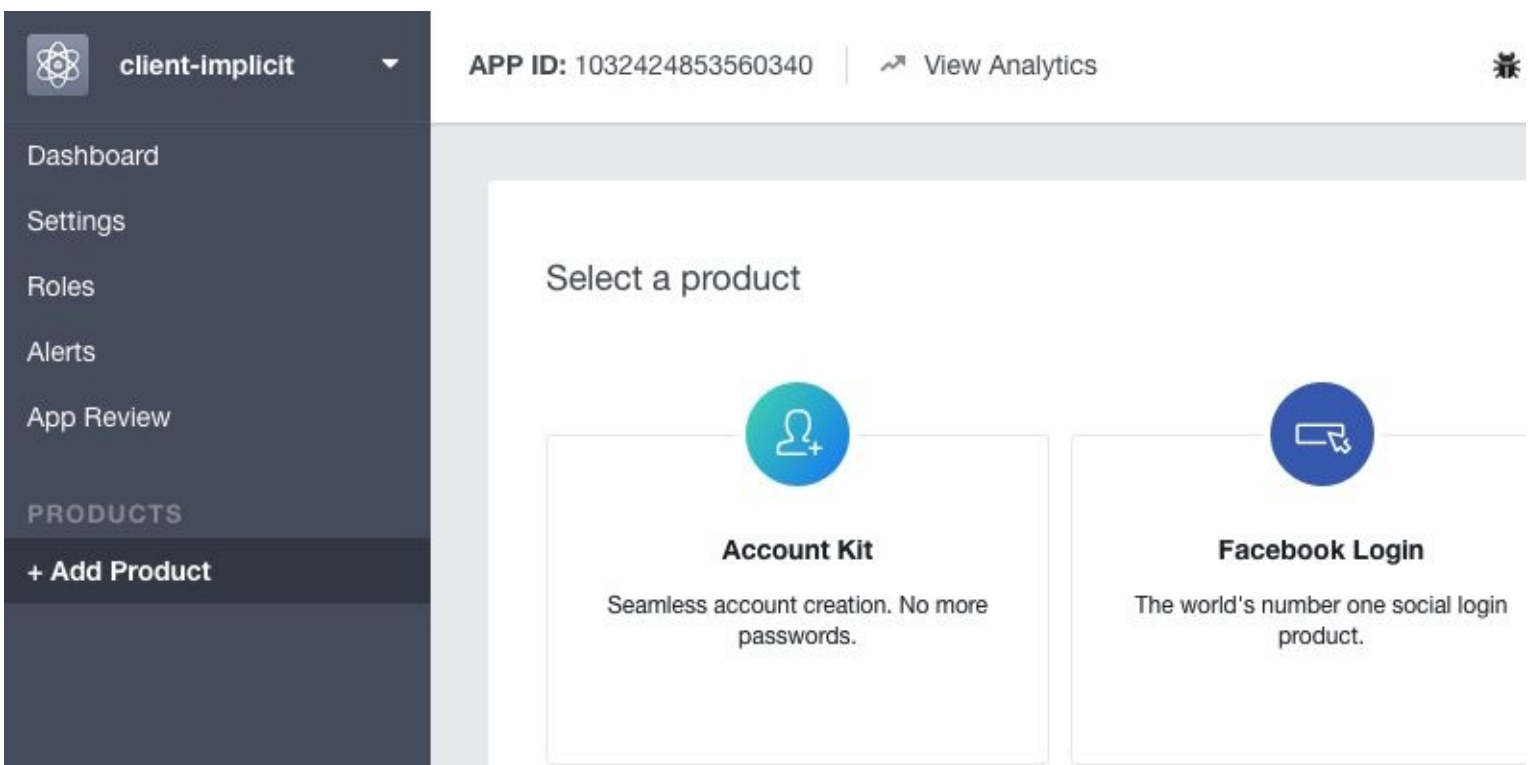 client-implicit
APP ID: 1032424853560340
View Analytics
Dashboard
Settings
Roles
Alerts
App Review
PRODUCTS
+ Add Product
Select a product
Account Kit
Seamless account creation. No more
passwords.
Facebook Login
The world's number one social login
product.